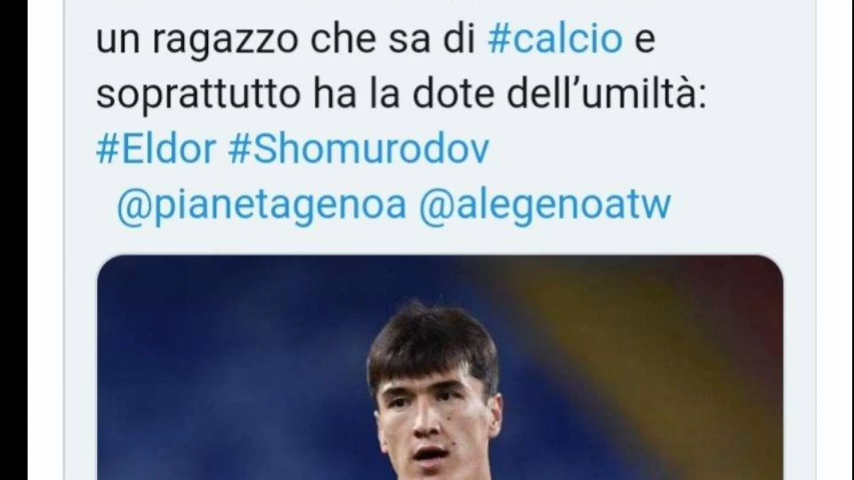 un ragazzo che sa di #calcio e
soprattutto ha la dote dell’umiltà:
#Eldor #Shomurodov
@pianetagenoa @alegenoatw